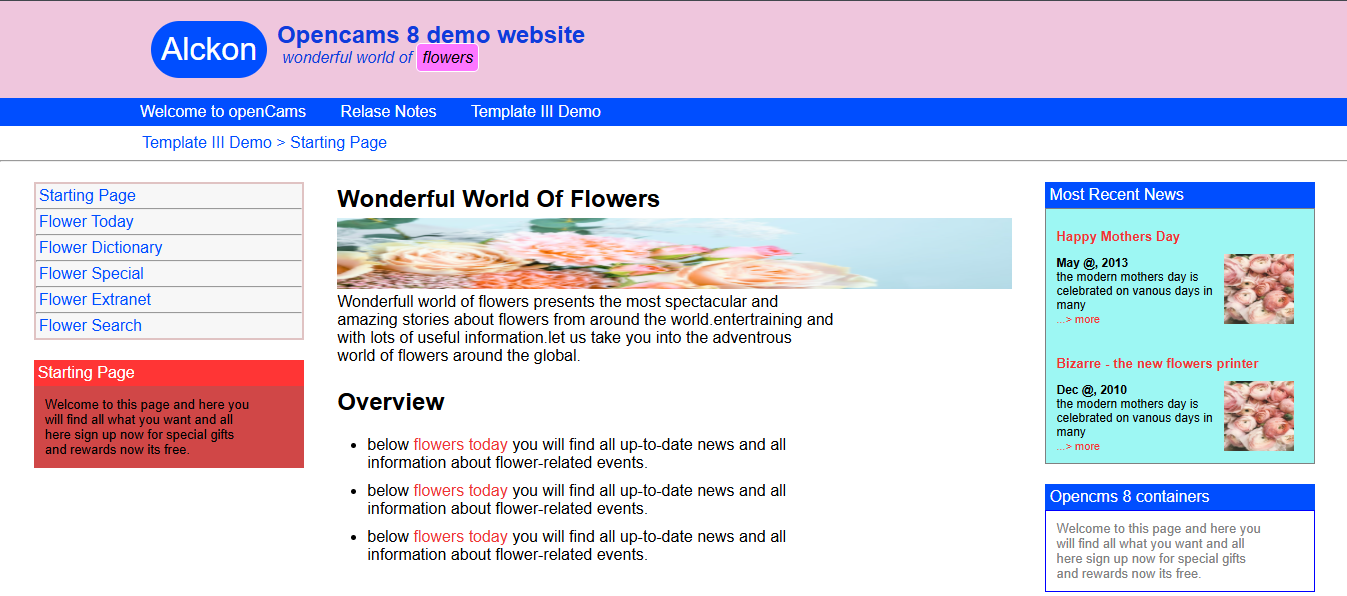 Alckon
Opencams 8 demo website
wonderful world of flowers
Welcome to openCams Relase Notes Template III Demo
Template III Demo > Starting Page
Starting Page
Flower Today
Flower Dictionary
Flower Special
Flower Extranet
Flower Search
Starting Page
Welcome to this page and here you
will find all what you want and all
here sign up now for special gifts
and rewards now its free.
Wonderful World Of Flowers
Wonderfull world of flowers presents the most spectacular and
amazing stories about flowers from around the world.entertraining and
with lots of useful information.let us take you into the adventrous
world of flowers around the global.
Overview
• below flowers today you will find all up-to-date news and all
information about flower-related events.
• below flowers today you will find all up-to-date news and all
information about flower-related events.
• below flowers today you will find all up-to-date news and all
information about flower-related events.
Most Recent News
Happy Mothers Day
May @, 2013
the modern mothers day is
celebrated on vanous days in
many
...> more
Bizarre - the new flowers printer
Dec @, 2010
the modern mothers day is
celebrated on vanous days in
many
...> more
Opencms 8 containers
Welcome to this page and here you
will find all what you want and all
here sign up now for special gifts
and rewards now its free.